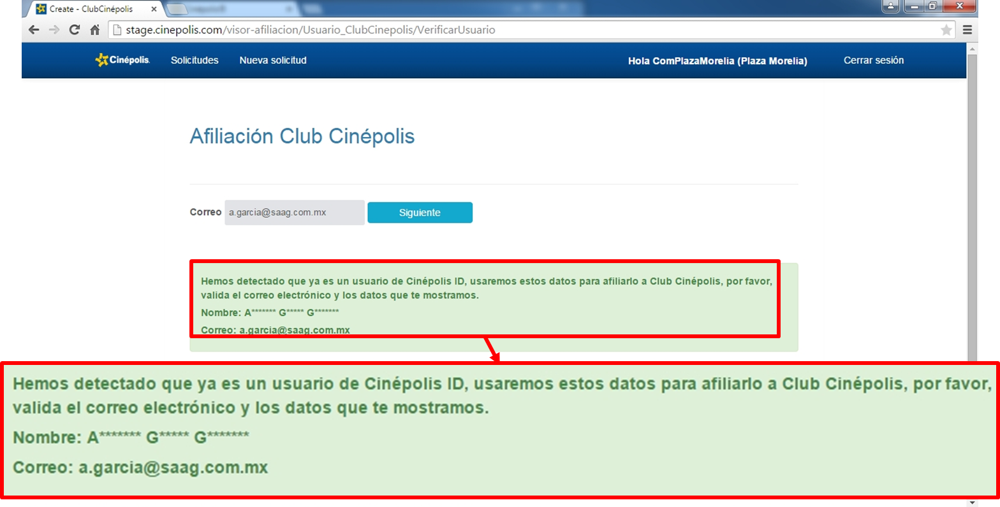 Create - ClubCinépolis
stage.cinepolis.com/visor-afiliacion/Usuario_ClubCinepolis/VerificarUsuario
Cinépolis. Solicitudes Nueva solicitud Hola ComPlazaMorelia (Plaza Morelia) Cerrar sesión
Afiliación Club Cinépolis
Correo a.garcia@saag.com.mx Siguiente
Hemos detectado que ya es un usuario de Cinépolis ID, usaremos estos datos para afiliarlo a Club Cinépolis, por favor,
valida el correo electrónico y los datos que te mostramos.
Nombre: A******* G***** G*******
Correo: a.garcia@saag.com.mx
Hemos detectado que ya es un usuario de Cinépolis ID, usaremos estos datos para afiliarlo a Club Cinépolis, por favor,
valida el correo electrónico y los datos que te mostramos.
Nombre: A******* G***** G*******
Correo: a.garcia@saag.com.mx